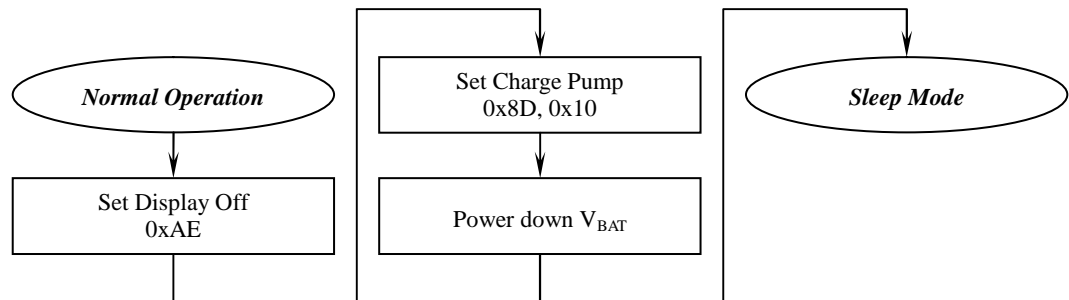 Normal Operation
Set Display Off
0xAE
Set Charge Pump
0x8D, 0x10
Power down VBAT
Sleep Mode